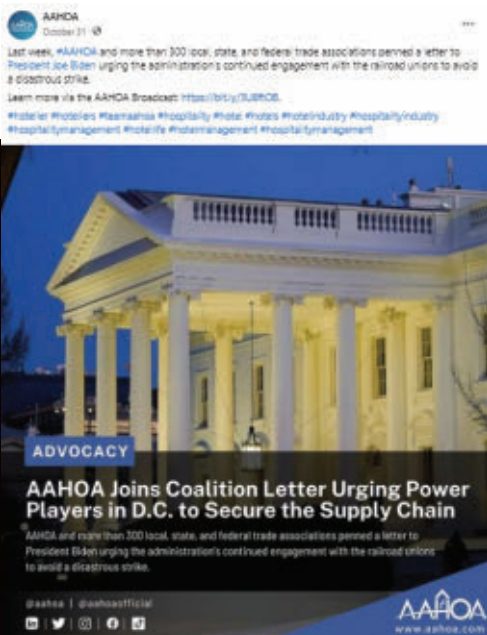 AAHOA
October 31
Last week, #AAHOA and more than 300 local, state, and federal trade associations penned a letter to
President Joe Biden urging the administration's continued engagement with the railroad unions to avoid
a disastrous strike.
Learn more via the AAHOA Broadcast:
#hotelier #hoteliers #teamaahoa #hospitality #hotel #hotels #hotelindustry #hospitalityindustry
#hospitalitymanagement #hotellife #hotelmanagement #hospitalitymanagement
ADVOCACY
AAHOA Joins Coalition Letter Urging Power
Players in D.C. to Secure the Supply Chain
AAHOA and more than 300 local, state, and federal trade associations penned a letter to
President Biden urging the administration's continued engagement with the railroad unions
to avoid a disastrous strike.
@aahoa | @aahoaofficial
AAHOA
www.aahoa.com